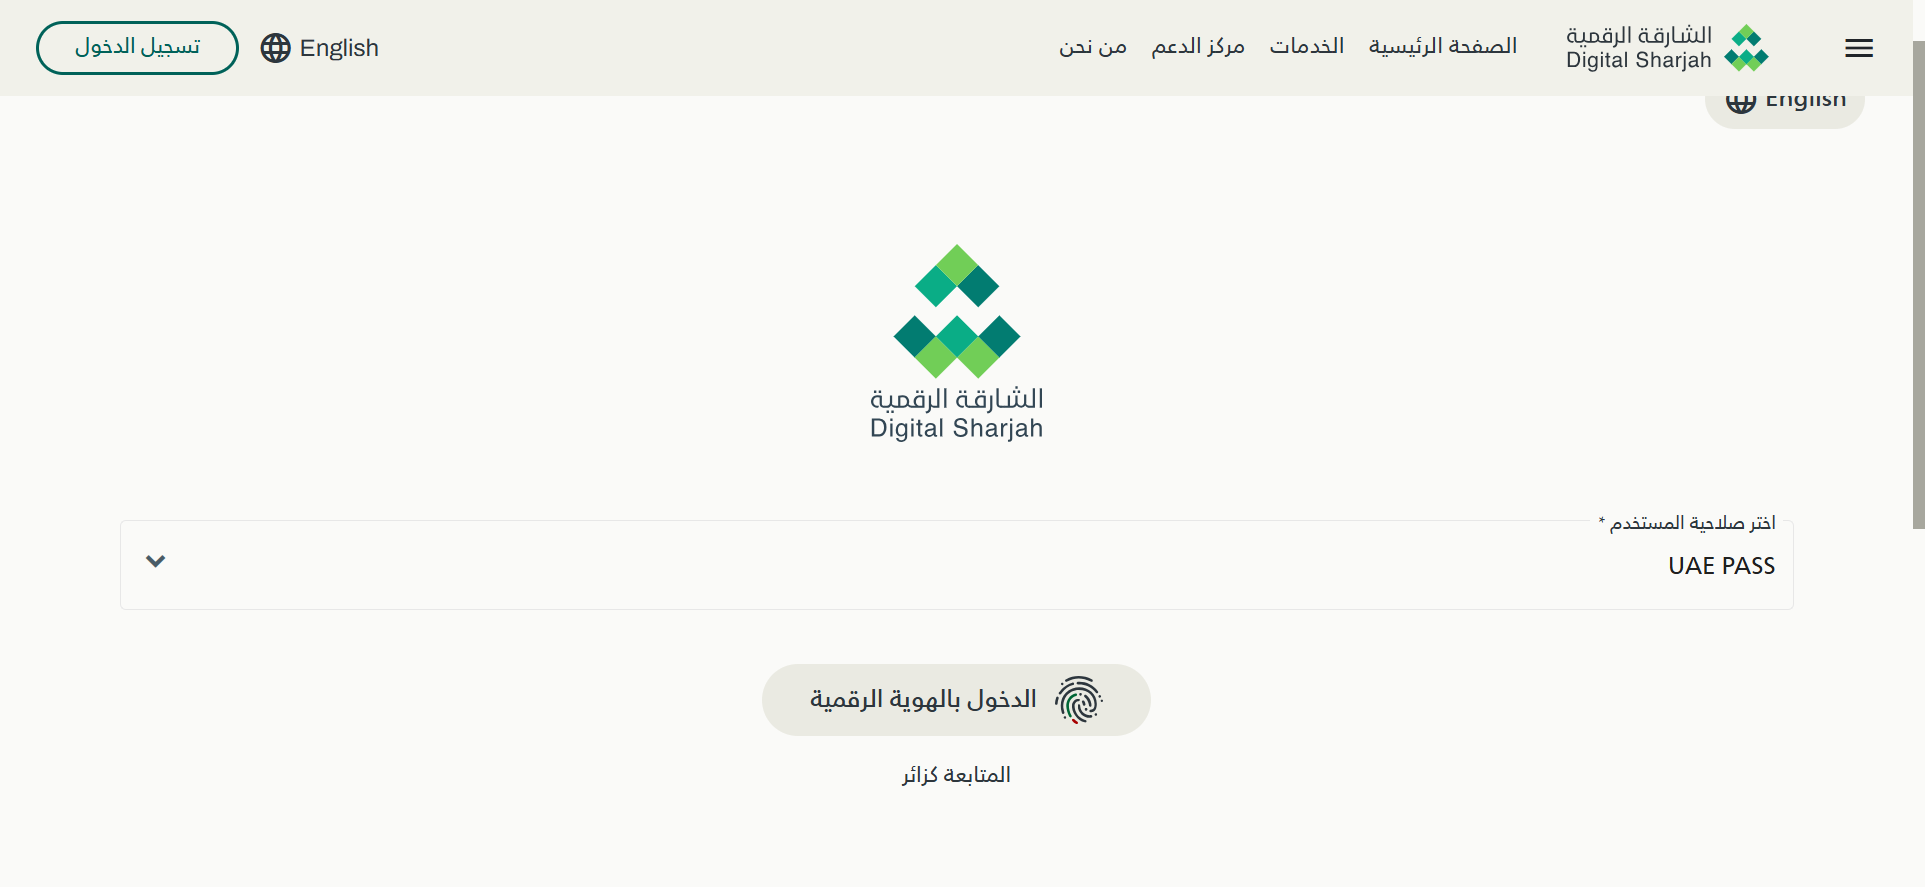 الشارقة الرقمية
Digital Sharjah
الصفحة الرئيسية
الخدمات
مركز الدعم
من نحن
English
تسجيل الدخول
English
الشارقة الرقمية
Digital Sharjah
اختر صلاحية المستخدم *
UAE PASS
الدخول بالهوية الرقمية
المتابعة كزائر